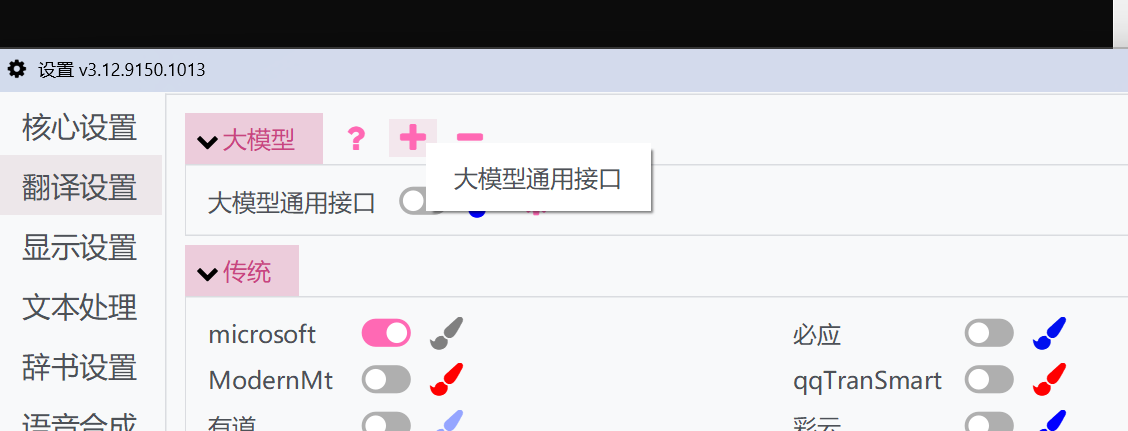 设置 v3.12.9150.1013
核心设置
翻译设置
显示设置
文本处理
辞书设置
语音合成
大模型 ? + −
大模型通用接口
大模型通用接口
传统
microsoft 必应
ModernMt qqTranSmart
有道 彩云